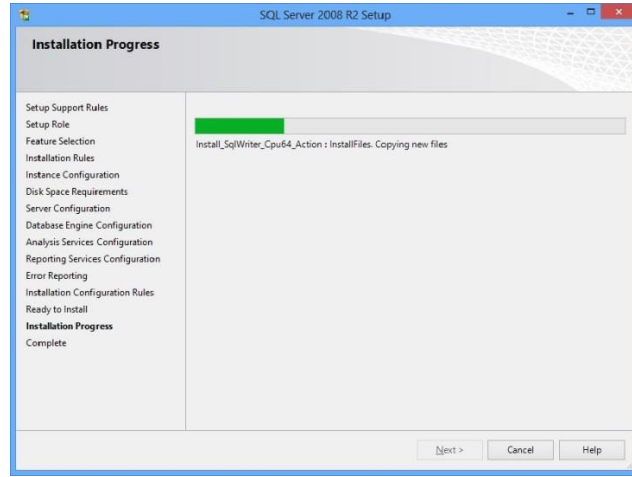 SQL Server 2008 R2 Setup
Installation Progress
Setup Support Rules
Setup Role
Feature Selection
Installation Rules
Instance Configuration
Disk Space Requirements
Server Configuration
Database Engine Configuration
Analysis Services Configuration
Reporting Services Configuration
Error Reporting
Installation Configuration Rules
Ready to Install
Installation Progress
Complete
Install_SqlWriter_Cpu64_Action : InstallFiles. Copying new files
Next >
Cancel
Help